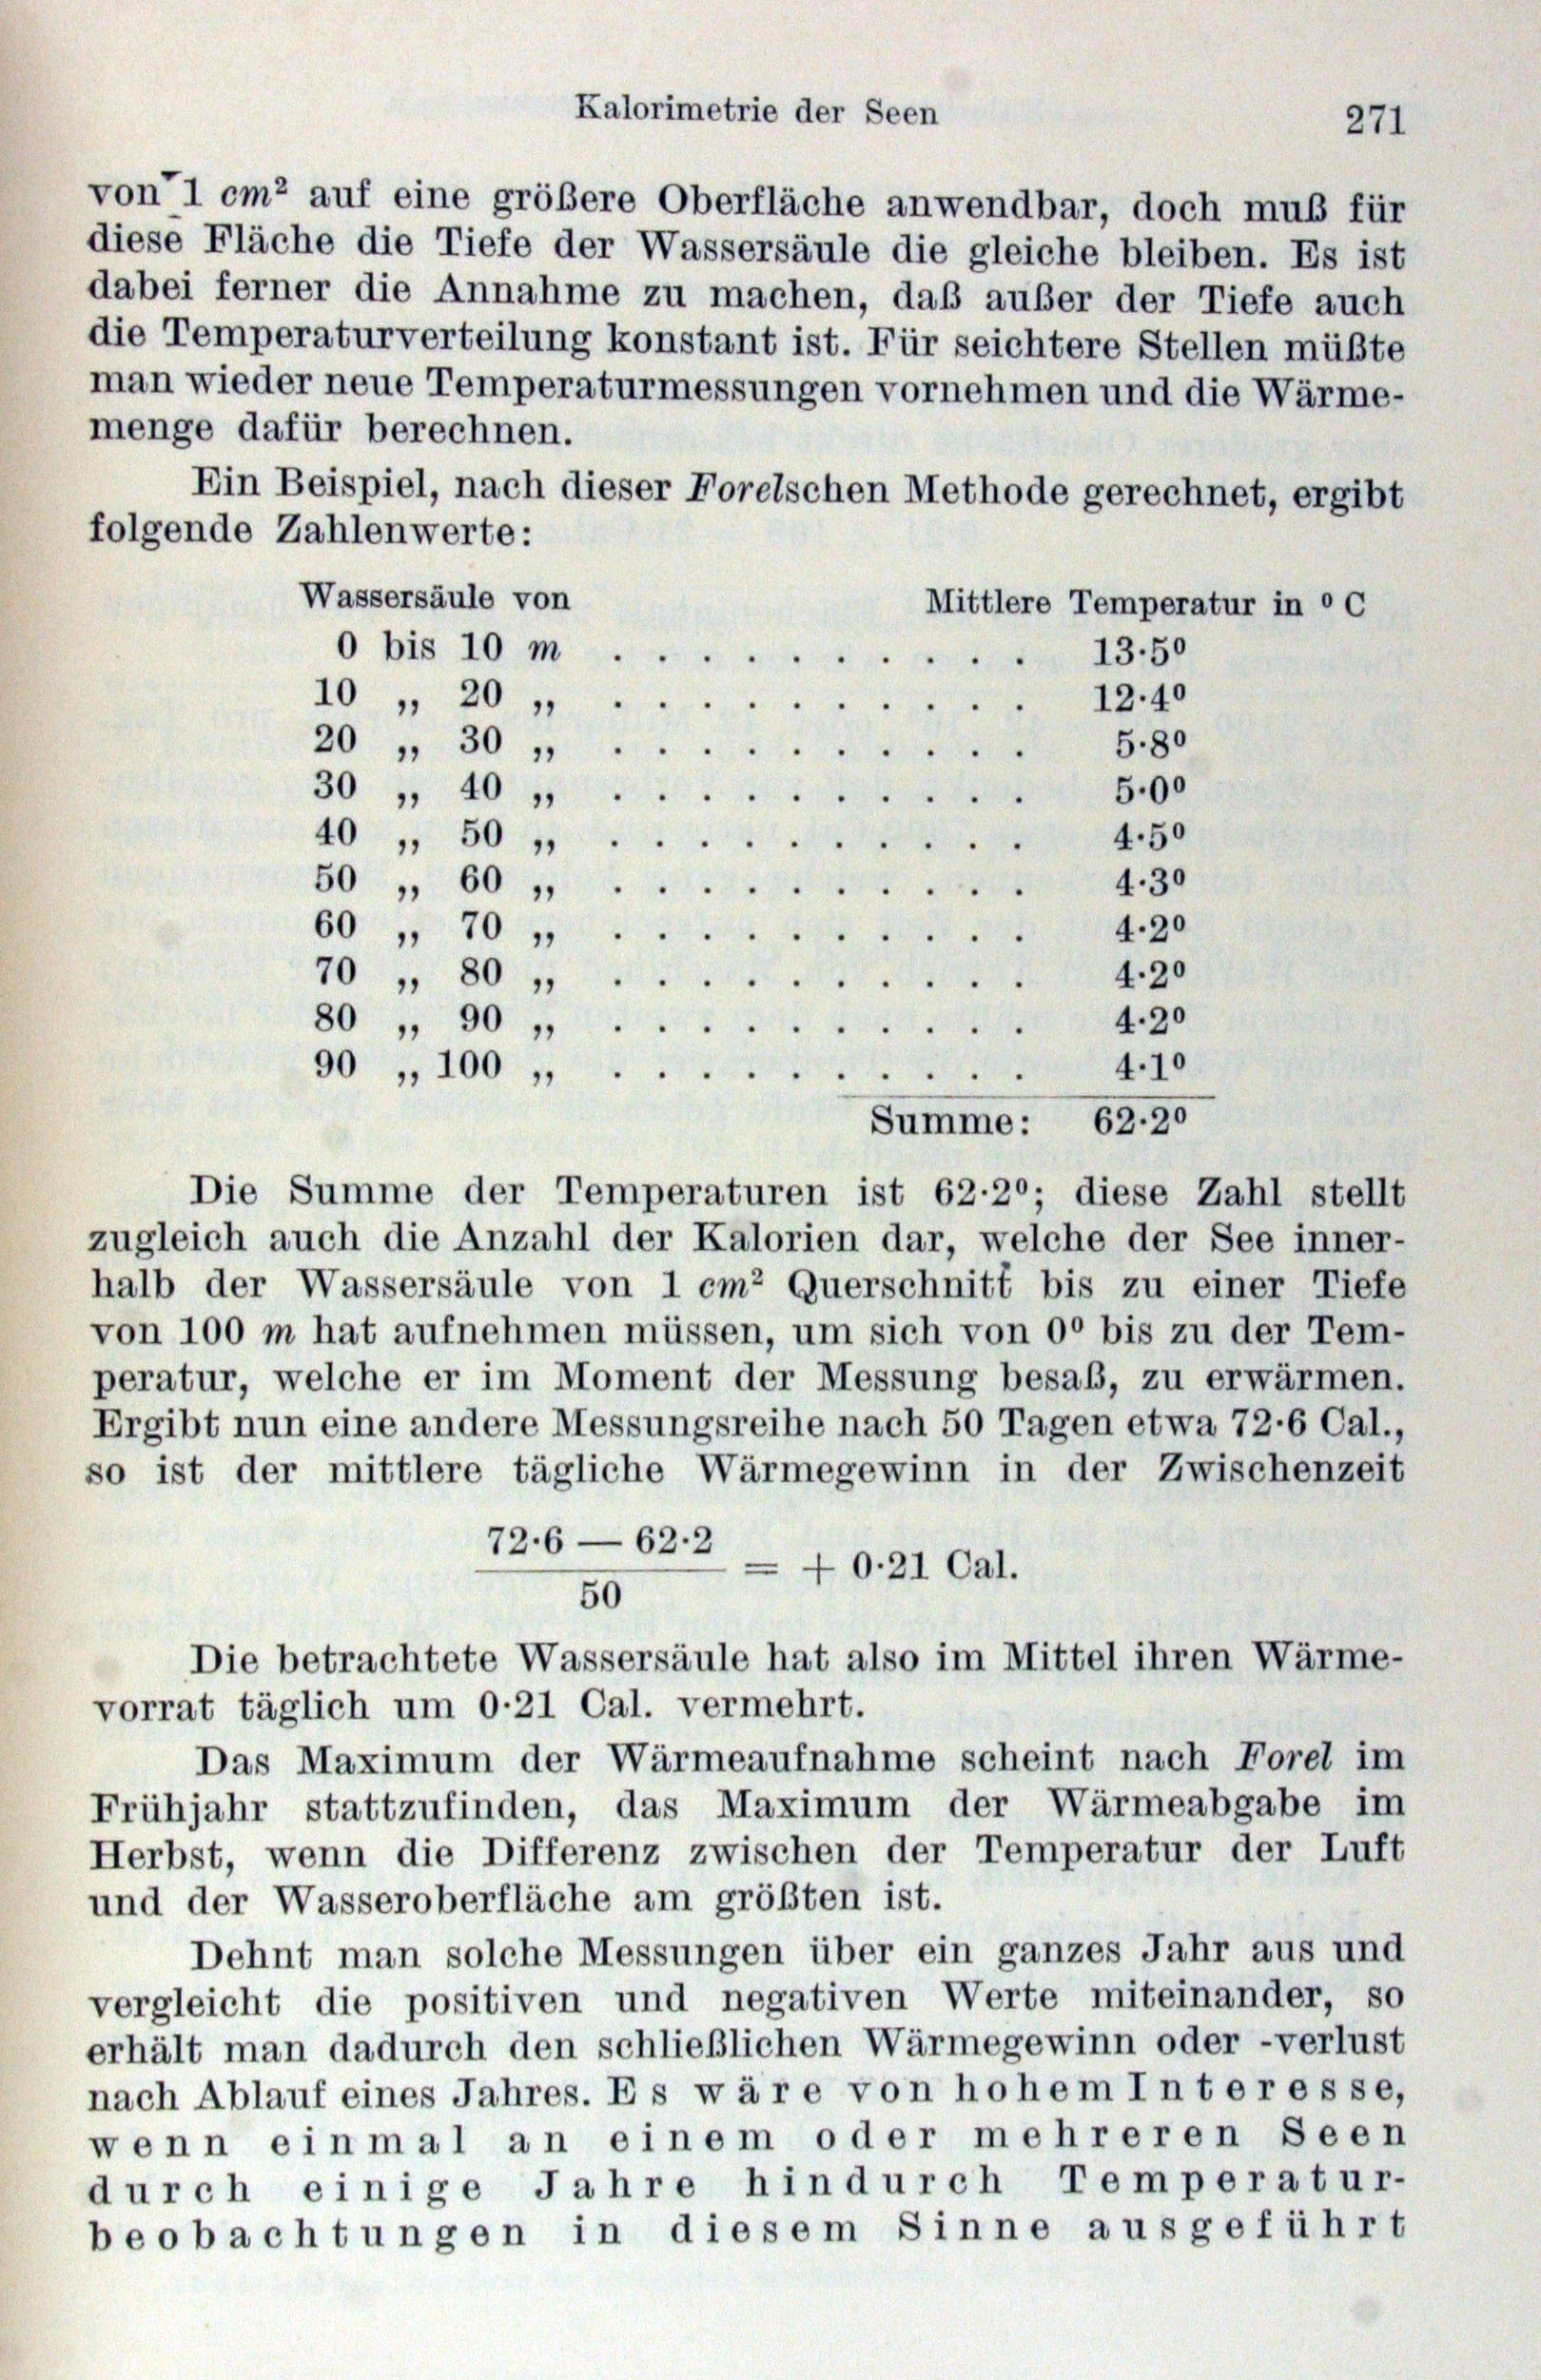 Kalorimetrie der Seen 271
von 1 cm² auf eine größere Oberfläche anwendbar, doch muß für
diese Fläche die Tiefe der Wassersäule die gleiche bleiben. Es ist
dabei ferner die Annahme zu machen, daß außer der Tiefe auch
die Temperaturverteilung konstant ist. Für seichtere Stellen müßte
man wieder neue Temperaturmessungen vornehmen und die Wärme-
menge dafür berechnen.
Ein Beispiel, nach dieser Forelschen Methode gerechnet, ergibt
folgende Zahlenwerte:
Wassersäule von Mittlere Temperatur in ⁰ C
0 bis 10 m . . . . . . . . . . 13·5⁰
10 „ 20 „ . . . . . . . . . . 12·4⁰
20 „ 30 „ . . . . . . . . . . 5·8⁰
30 „ 40 „ . . . . . . . . . . 5·0⁰
40 „ 50 „ . . . . . . . . . . 4·5⁰
50 „ 60 „ . . . . . . . . . . 4·3⁰
60 „ 70 „ . . . . . . . . . . 4·2⁰
70 „ 80 „ . . . . . . . . . . 4·2⁰
80 „ 90 „ . . . . . . . . . . 4·2⁰
90 „ 100 „ . . . . . . . . . . 4·1⁰
Summe: 62·2⁰
Die Summe der Temperaturen ist 62·2⁰; diese Zahl stellt
zugleich auch die Anzahl der Kalorien dar, welche der See inner-
halb der Wassersäule von 1 cm² Querschnitt bis zu einer Tiefe
von 100 m hat aufnehmen müssen, um sich von 0⁰ bis zu der Tem-
peratur, welche er im Moment der Messung besaß, zu erwärmen.
Ergibt nun eine andere Messungsreihe nach 50 Tagen etwa 72·6 Cal.,
so ist der mittlere tägliche Wärmegewinn in der Zwischenzeit
72·6 — 62·2
= + 0·21 Cal.
50
Die betrachtete Wassersäule hat also im Mittel ihren Wärme-
vorrat täglich um 0·21 Cal. vermehrt.
Das Maximum der Wärmeaufnahme scheint nach Forel im
Frühjahr stattzufinden, das Maximum der Wärmeabgabe im
Herbst, wenn die Differenz zwischen der Temperatur der Luft
und der Wasseroberfläche am größten ist.
Dehnt man solche Messungen über ein ganzes Jahr aus und
vergleicht die positiven und negativen Werte miteinander, so
erhält man dadurch den schließlichen Wärmegewinn oder -verlust
nach Ablauf eines Jahres. Es wäre von hohem Interesse,
wenn einmal an einem oder mehreren Seen
durch einige Jahre hindurch Temperatur-
beobachtungen in diesem Sinne ausgeführt